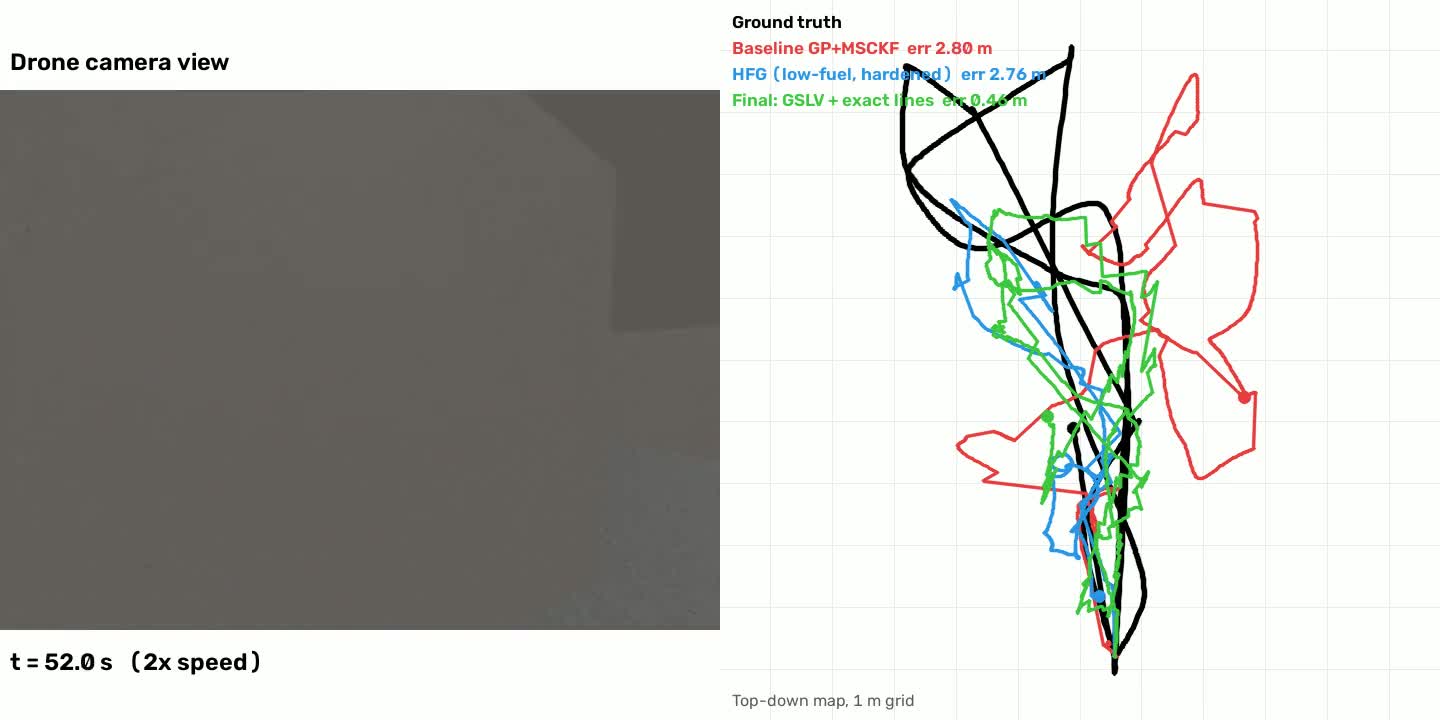 Drone camera view
t = 52.0 s (2x speed)
Ground truth
Baseline GP+MSCKF err 2.80 m
HFG (low-fuel, hardened) err 2.76 m
Final: GSLV + exact lines err 0.46 m
Top-down map, 1 m grid